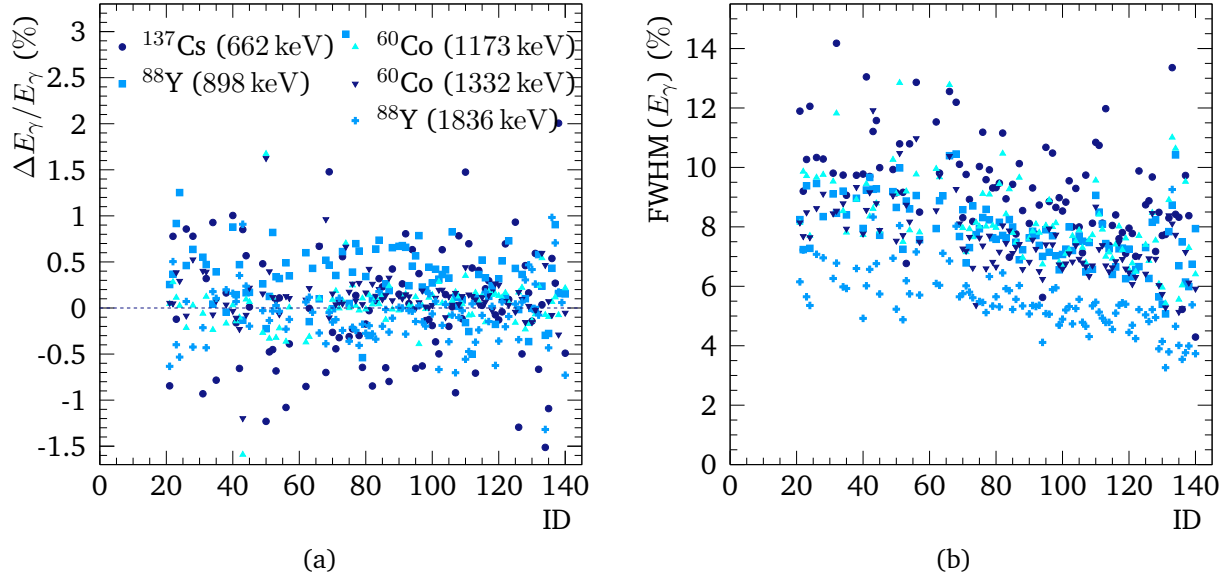 ΔEγ/Eγ (%)
3
2.5
2
1.5
1
0.5
0
-0.5
-1
-1.5
¹³⁷Cs (662 keV)
⁸⁸Y (898 keV)
⁶⁰Co (1173 keV)
⁶⁰Co (1332 keV)
⁸⁸Y (1836 keV)
0 20 40 60 80 100 120 140
ID
(a)
FWHM (Eγ) (%)
14
12
10
8
6
4
2
0
0 20 40 60 80 100 120 140
ID
(b)